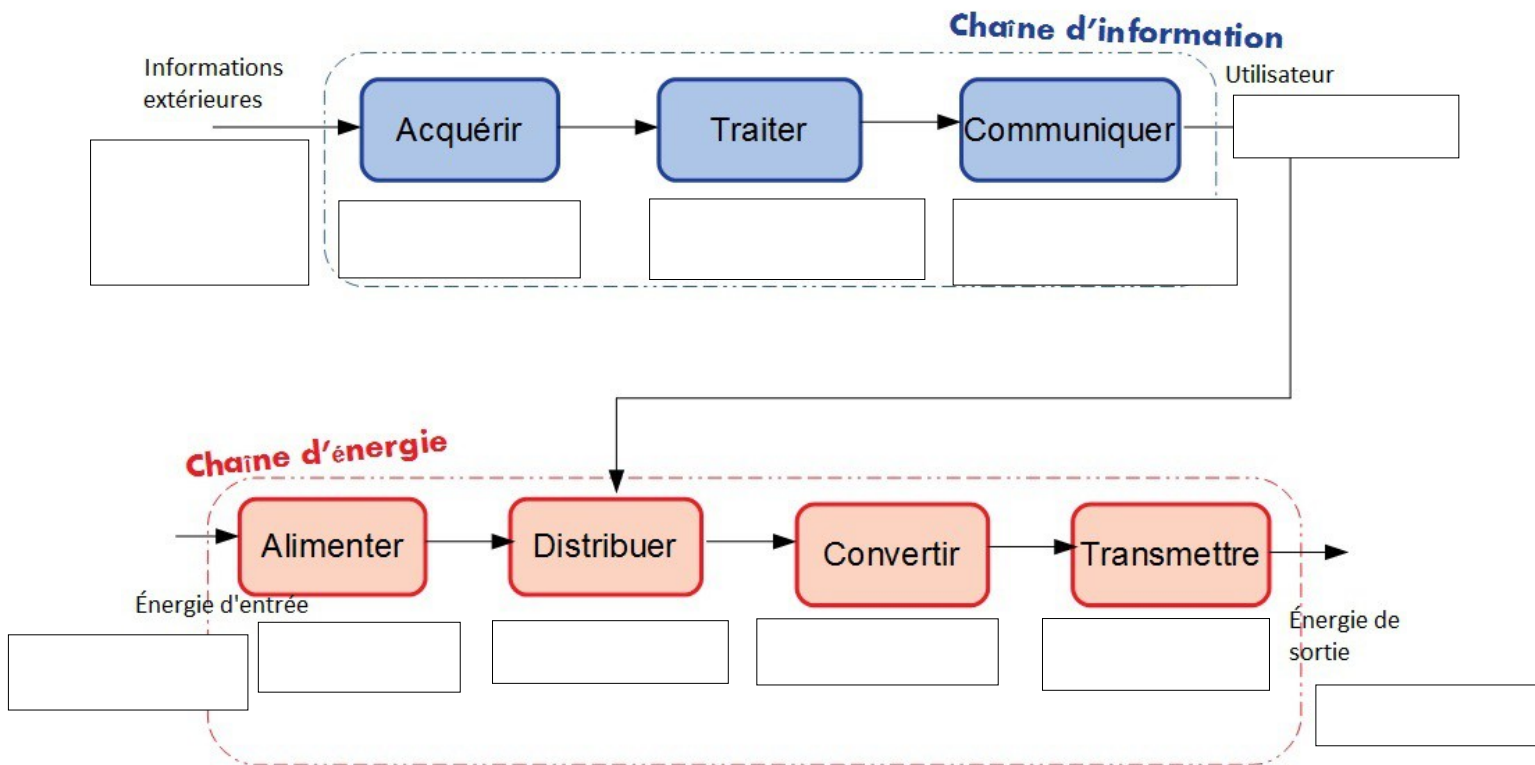 Chaîne d'information
Informations
extérieures
Utilisateur
Acquérir
Traiter
Communiquer
Chaîne d'énergie
Alimenter
Distribuer
Convertir
Transmettre
Énergie d'entrée
Énergie de
sortie